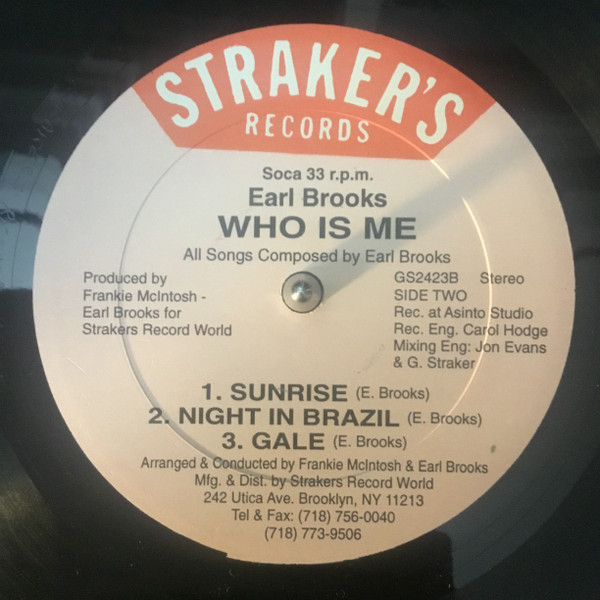 STRAKER'S
RECORDS
Soca 33 r.p.m.
Earl Brooks
WHO IS ME
All Songs Composed by Earl Brooks
Produced by
Frankie McIntosh -
Earl Brooks for
Strakers Record World
GS2423B Stereo
SIDE TWO
Rec. at Asinto Studio
Rec. Eng. Carol Hodge
Mixing Eng: Jon Evans
& G. Straker
1. SUNRISE (E. Brooks)
2. NIGHT IN BRAZIL (E. Brooks)
3. GALE (E. Brooks)
Arranged & Conducted by Frankie McIntosh & Earl Brooks
Mfg. & Dist. by Strakers Record World
242 Utica Ave. Brooklyn, NY 11213
Tel & Fax: (718) 756-0040
(718) 773-9506